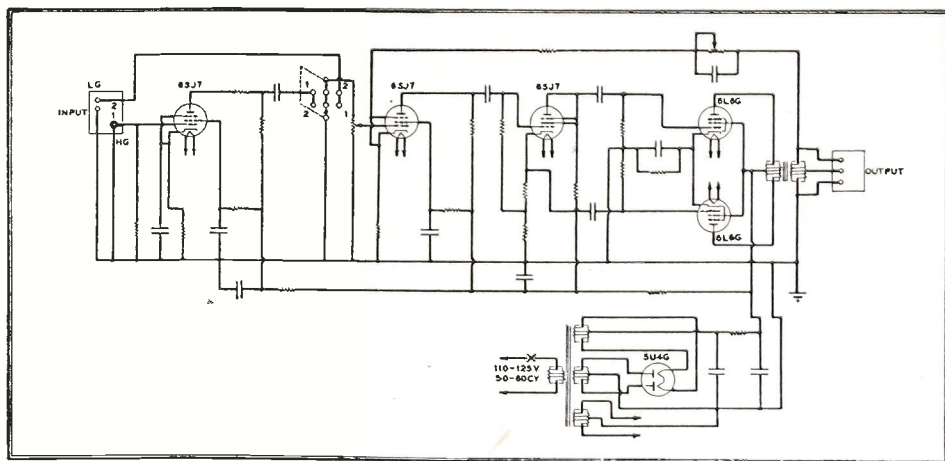 LG
2
INPUT
1
HG
6SJ7
1
2
2
1
6SJ7
6SJ7
6L6G
6L6G
OUTPUT
5U4G
110-125V
50-60CY